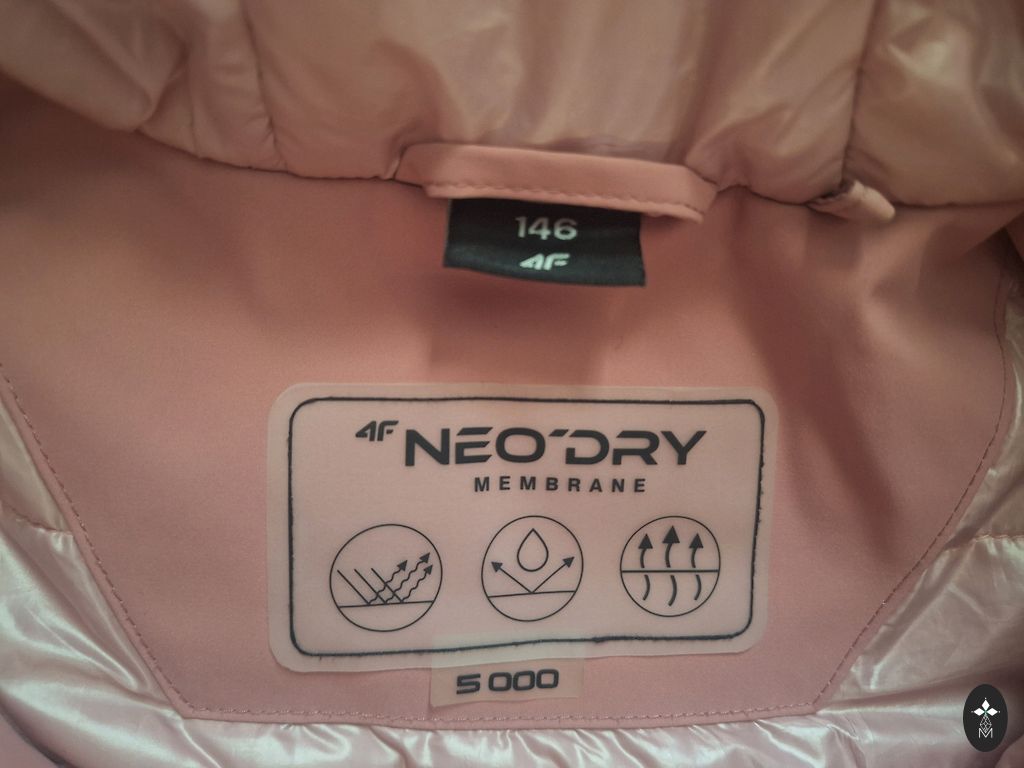 146
4F
4F NEO DRY
MEMBRANE
5 000
M